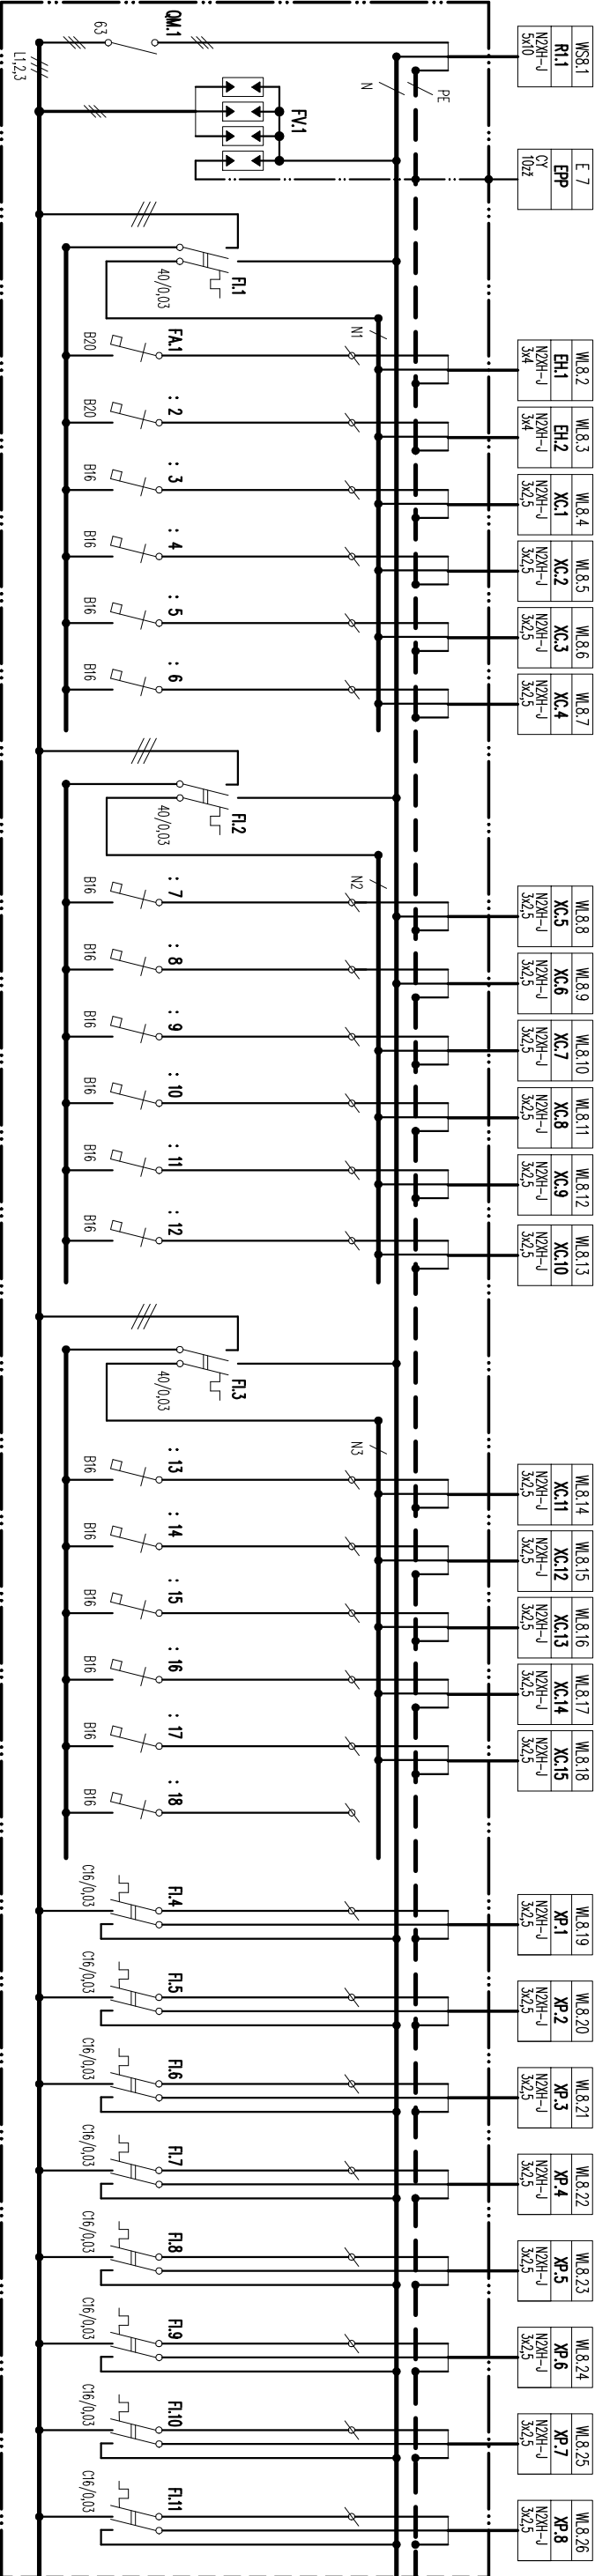 WS8.1
R1.1
N2XH-J
5x10
E 7
EPP
CY
10zž
WL8.2
EH.1
N2XH-J
3x4
WL8.3
EH.2
N2XH-J
3x4
WL8.4
XC.1
N2XH-J
3x2,5
WL8.5
XC.2
N2XH-J
3x2,5
WL8.6
XC.3
N2XH-J
3x2,5
WL8.7
XC.4
N2XH-J
3x2,5
WL8.8
XC.5
N2XH-J
3x2,5
WL8.9
XC.6
N2XH-J
3x2,5
WL8.10
XC.7
N2XH-J
3x2,5
WL8.11
XC.8
N2XH-J
3x2,5
WL8.12
XC.9
N2XH-J
3x2,5
WL8.13
XC.10
N2XH-J
3x2,5
WL8.14
XC.11
N2XH-J
3x2,5
WL8.15
XC.12
N2XH-J
3x2,5
WL8.16
XC.13
N2XH-J
3x2,5
WL8.17
XC.14
N2XH-J
3x2,5
WL8.18
XC.15
N2XH-J
3x2,5
WL8.19
XP.1
N2XH-J
3x2,5
WL8.20
XP.2
N2XH-J
3x2,5
WL8.21
XP.3
N2XH-J
3x2,5
WL8.22
XP.4
N2XH-J
3x2,5
WL8.23
XP.5
N2XH-J
3x2,5
WL8.24
XP.6
N2XH-J
3x2,5
WL8.25
XP.7
N2XH-J
3x2,5
WL8.26
XP.8
N2XH-J
3x2,5
PE
N
N1
N2
N3
QM.1
63
FV.1
FI.1
40/0,03
FA.1
B20
: 2
B20
: 3
B16
: 4
B16
: 5
B16
: 6
B16
FI.2
40/0,03
: 7
B16
: 8
B16
: 9
B16
: 10
B16
: 11
B16
: 12
B16
FI.3
40/0,03
: 13
B16
: 14
B16
: 15
B16
: 16
B16
: 17
B16
: 18
B16
FI.4
C16/0,03
FI.5
C16/0,03
FI.6
C16/0,03
FI.7
C16/0,03
FI.8
C16/0,03
FI.9
C16/0,03
FI.10
C16/0,03
FI.11
C16/0,03
L1,2,3